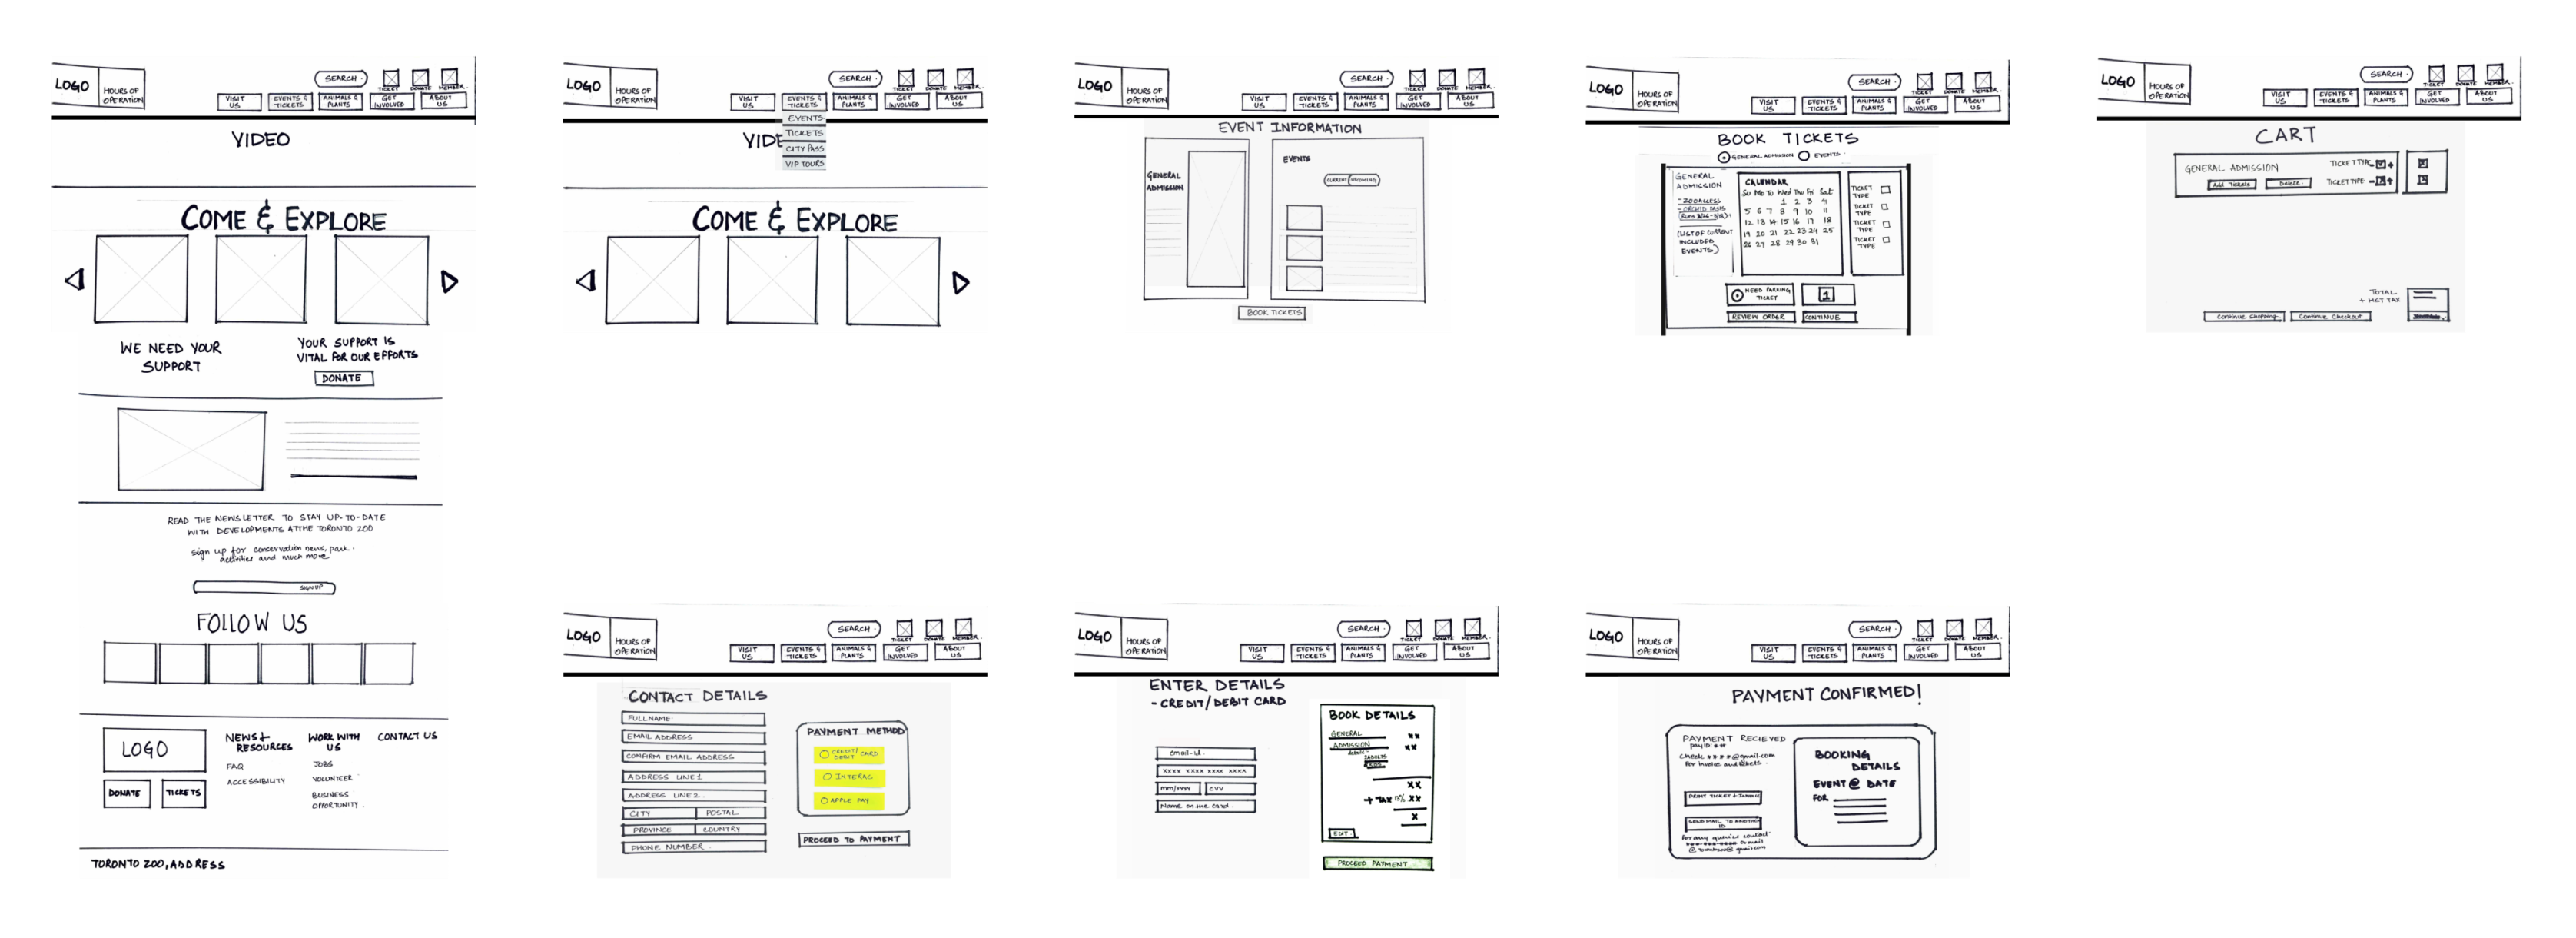 LOGO
HOURS OF
OPERATION
SEARCH
TICKET
DONATE
MEMBER
VISIT
US
EVENTS &
TICKETS
ANIMALS &
PLANTS
GET
INVOLVED
ABOUT
US
VIDEO
COME & EXPLORE
WE NEED YOUR
SUPPORT
YOUR SUPPORT IS
VITAL FOR OUR EFFORTS
DONATE
READ THE NEWSLETTER TO STAY UP-TO-DATE
WITH DEVELOPMENTS AT THE TORONTO ZOO
sign up for conservation news, park
activities and much more
SIGN UP
FOLLOW US
LOGO
DONATE
TICKETS
NEWS &
RESOURCES
FAQ
ACCESSIBILITY
WORK WITH
US
JOBS
VOLUNTEER
BUSINESS
OPPORTUNITY.
CONTACT US
TORONTO ZOO, ADDRESS
LOGO
HOURS OF
OPERATION
SEARCH
TICKET
DONATE
MEMBER
VISIT
US
EVENTS &
TICKETS
ANIMALS &
PLANTS
GET
INVOLVED
ABOUT
US
EVENTS
TICKETS
CITY PASS
VIP TOURS
VIDE
COME & EXPLORE
LOGO
HOURS OF
OPERATION
SEARCH
TICKET
DONATE
MEMBER
VISIT
US
EVENTS &
TICKETS
ANIMALS &
PLANTS
GET
INVOLVED
ABOUT
US
EVENT INFORMATION
GENERAL
ADMISSION
EVENTS
CURRENT
UPCOMING
BOOK TICKETS
LOGO
HOURS OF
OPERATION
SEARCH
TICKET
DONATE
MEMBER
VISIT
US
EVENTS &
TICKETS
ANIMALS &
PLANTS
GET
INVOLVED
ABOUT
US
BOOK TICKETS
GENERAL ADMISSION
EVENTS
GENERAL
ADMISSION
- ZOO ACCESS
(LIST OF CURRENT
INCLUDED
EVENTS)
CALENDAR
Su Mo Tu Wed Thu Fri Sat
1 2 3 4
5 6 7 8 9 10 11
12 13 14 15 16 17 18
19 20 21 22 23 24 25
26 27 28 29 30 31
TICKET
TYPE
TICKET
TYPE
TICKET
TYPE
TICKET
TYPE
NEED PARKING
TICKET
1
REVIEW ORDER
CONTINUE
LOGO
HOURS OF
OPERATION
SEARCH
TICKET
DONATE
MEMBER
VISIT
US
EVENTS &
TICKETS
ANIMALS &
PLANTS
GET
INVOLVED
ABOUT
US
CART
GENERAL ADMISSION
Add Tickets
Delete
TICKET TYPE
TICKET TYPE
TOTAL
+ HST TAX
Continue Shopping
Continue Checkout
LOGO
HOURS OF
OPERATION
SEARCH
TICKET
DONATE
MEMBER
VISIT
US
EVENTS &
TICKETS
ANIMALS &
PLANTS
GET
INVOLVED
ABOUT
US
CONTACT DETAILS
FULLNAME
EMAIL ADDRESS
CONFIRM EMAIL ADDRESS
ADDRESS LINE1
ADDRESS LINE2
CITY
POSTAL
PROVINCE
COUNTRY
PHONE NUMBER
PAYMENT METHOD
CREDIT/CARD
DEBIT
INTERAC
APPLE PAY
PROCEED TO PAYMENT
LOGO
HOURS OF
OPERATION
SEARCH
TICKET
DONATE
MEMBER
VISIT
US
EVENTS &
TICKETS
ANIMALS &
PLANTS
GET
INVOLVED
ABOUT
US
ENTER DETAILS
- CREDIT/DEBIT CARD
email-id
XXXX XXXX XXXX XXXX
mm/yyyy
CVV
Name on the card
BOOK DETAILS
GENERAL
ADMISSION
XX
+ TAX 13% XX
X
EDIT
PROCEED PAYMENT
LOGO
HOURS OF
OPERATION
SEARCH
TICKET
DONATE
MEMBER
VISIT
US
EVENTS &
TICKETS
ANIMALS &
PLANTS
GET
INVOLVED
ABOUT
US
PAYMENT CONFIRMED!
PAYMENT RECIEVED
pay ID: **
Check ****@gmail.com
For invoice and tickets.
PRINT TICKET & INVOICE
SEND MAIL TO ANOTHER
ID
For any queries contact
BOOKING
DETAILS
EVENT @ DATE
FOR